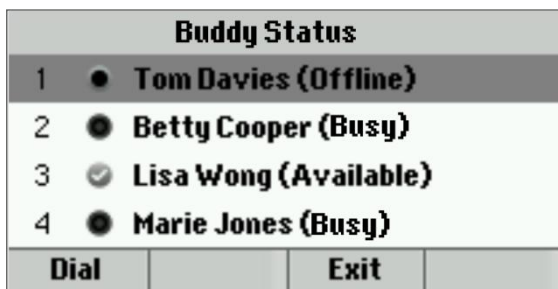 Buddy Status
1 Tom Davies (Offline)
2 Betty Cooper (Busy)
3 Lisa Wong (Available)
4 Marie Jones (Busy)
Dial Exit